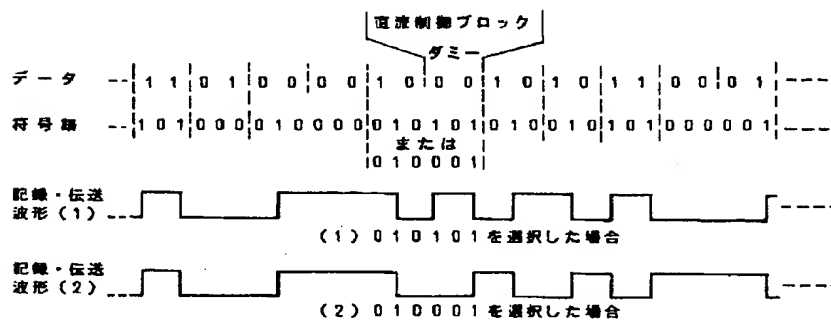 直流制御ブロック
ダミー
データ --- 1 1 0 1 0 0 0 0 1 0 0 0 1 0 1 0 1 1 0 0 0 1 ----
符号語 --- 1 0 1 0 0 0 0 1 0 0 0 0 0 1 0 1 0 1 0 1 0 0 1 0 1 0 1 0 0 0 0 0 1 ----
または
0 1 0 0 0 1
記録・伝送
波形(1)
(1) 0 1 0 1 0 1 を選択した場合
記録・伝送
波形(2)
(2) 0 1 0 0 0 1 を選択した場合